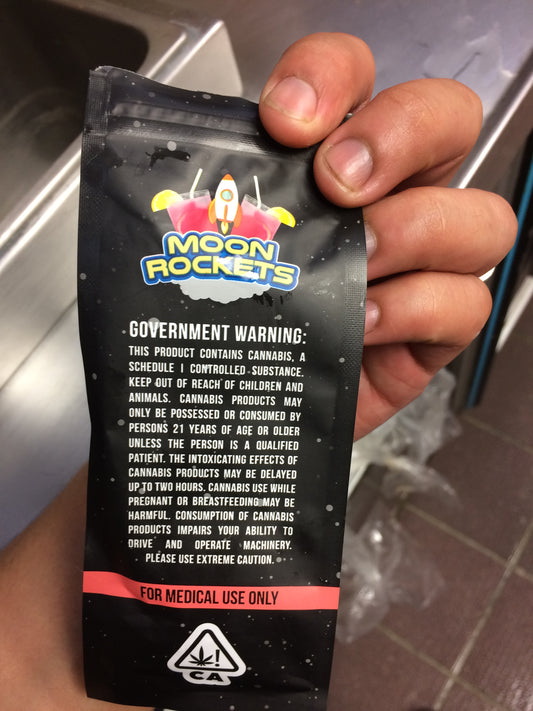 MOON
ROCKETS
GOVERNMENT WARNING:
THIS PRODUCT CONTAINS CANNABIS, A
SCHEDULE I CONTROLLED SUBSTANCE.
KEEP OUT OF REACH OF CHILDREN AND
ANIMALS. CANNABIS PRODUCTS MAY
ONLY BE POSSESSED OR CONSUMED BY
PERSONS 21 YEARS OF AGE OR OLDER
UNLESS THE PERSON IS A QUALIFIED
PATIENT. THE INTOXICATING EFFECTS OF
CANNABIS PRODUCTS MAY BE DELAYED
UP TO TWO HOURS. CANNABIS USE WHILE
PREGNANT OR BREASTFEEDING MAY BE
HARMFUL. CONSUMPTION OF CANNABIS
PRODUCTS IMPAIRS YOUR ABILITY TO
DRIVE AND OPERATE MACHINERY.
PLEASE USE EXTREME CAUTION.
FOR MEDICAL USE ONLY
!
CA